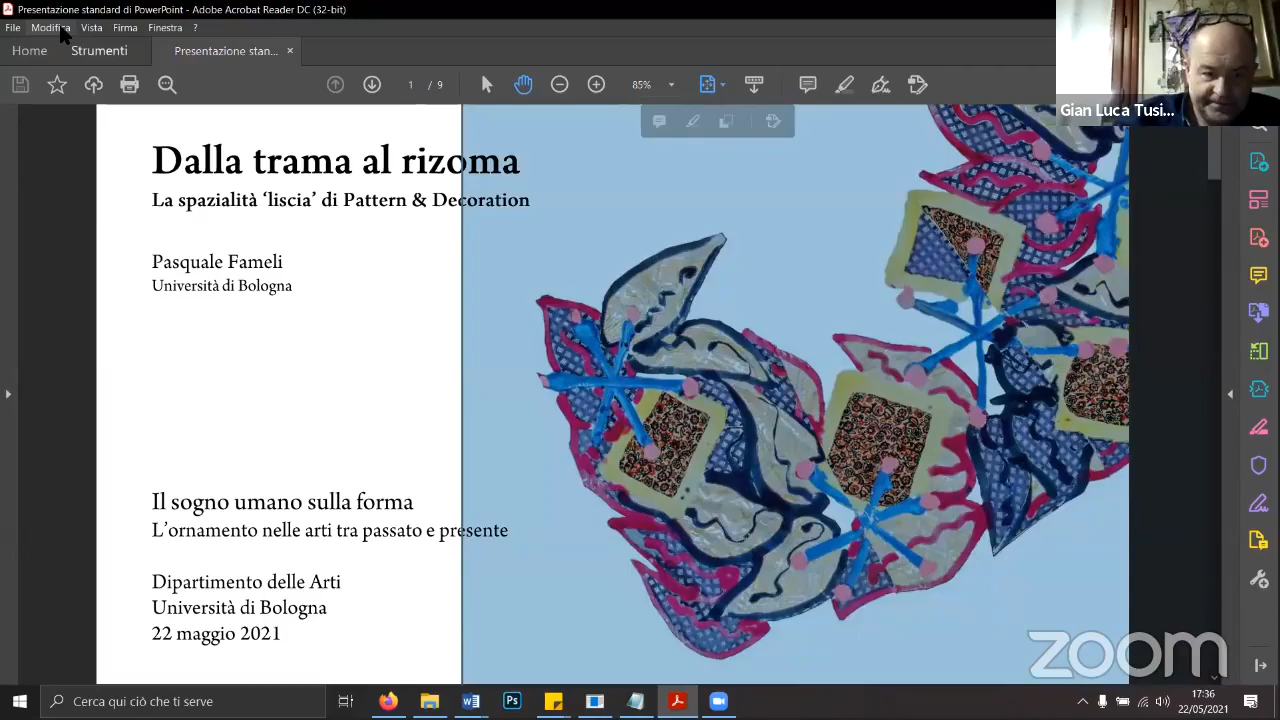 Presentazione standard di PowerPoint - Adobe Acrobat Reader DC (32-bit)
File Modifica Vista Firma Finestra ?
Home Strumenti Presentazione stan... ×
1 / 9 85%
Gian Luca Tusi...
Dalla trama al rizoma
La spazialità ‘liscia’ di Pattern & Decoration
Pasquale Fameli
Università di Bologna
Il sogno umano sulla forma
L’ornamento nelle arti tra passato e presente
Dipartimento delle Arti
Università di Bologna
22 maggio 2021
zoom
Cerca qui ciò che ti serve
17:36
22/05/2021